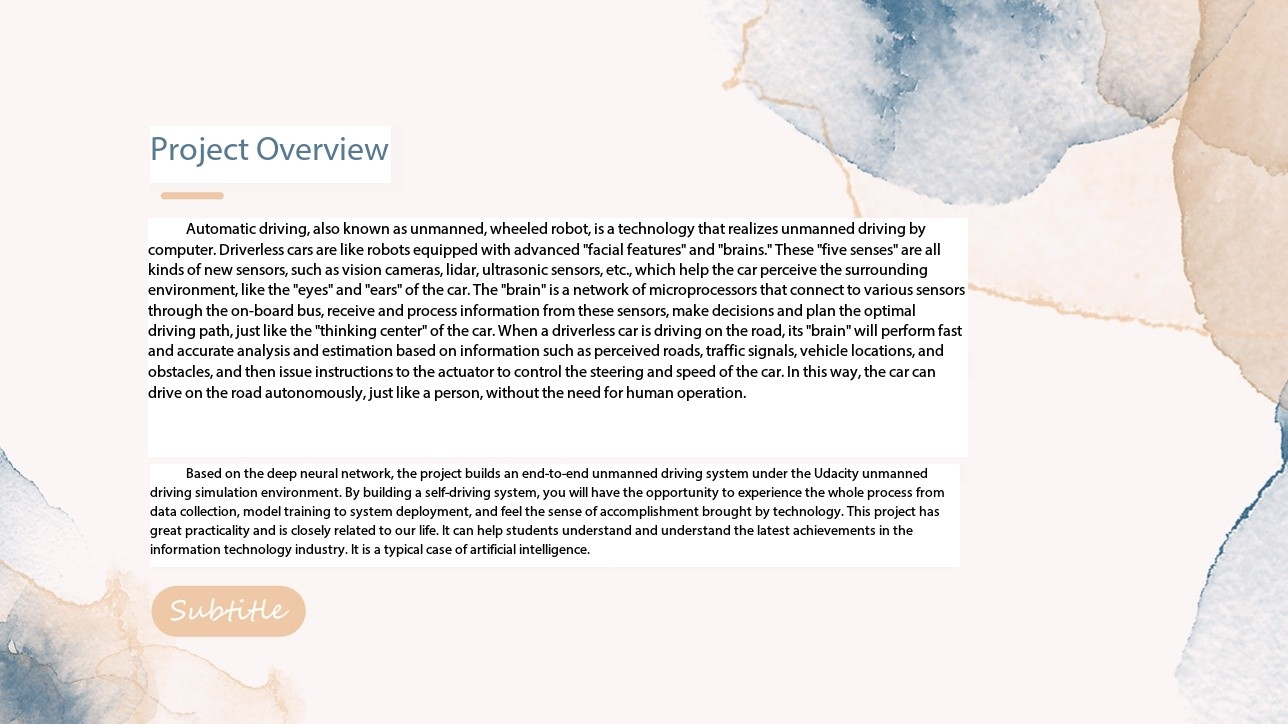 Project Overview
Automatic driving, also known as unmanned, wheeled robot, is a technology that realizes unmanned driving by
computer. Driverless cars are like robots equipped with advanced "facial features" and "brains." These "five senses" are all
kinds of new sensors, such as vision cameras, lidar, ultrasonic sensors, etc., which help the car perceive the surrounding
environment, like the "eyes" and "ears" of the car. The "brain" is a network of microprocessors that connect to various sensors
through the on-board bus, receive and process information from these sensors, make decisions and plan the optimal
driving path, just like the "thinking center" of the car. When a driverless car is driving on the road, its "brain" will perform fast
and accurate analysis and estimation based on information such as perceived roads, traffic signals, vehicle locations, and
obstacles, and then issue instructions to the actuator to control the steering and speed of the car. In this way, the car can
drive on the road autonomously, just like a person, without the need for human operation.
Based on the deep neural network, the project builds an end-to-end unmanned driving system under the Udacity unmanned
driving simulation environment. By building a self-driving system, you will have the opportunity to experience the whole process from
data collection, model training to system deployment, and feel the sense of accomplishment brought by technology. This project has
great practicality and is closely related to our life. It can help students understand and understand the latest achievements in the
information technology industry. It is a typical case of artificial intelligence.
Subtitle